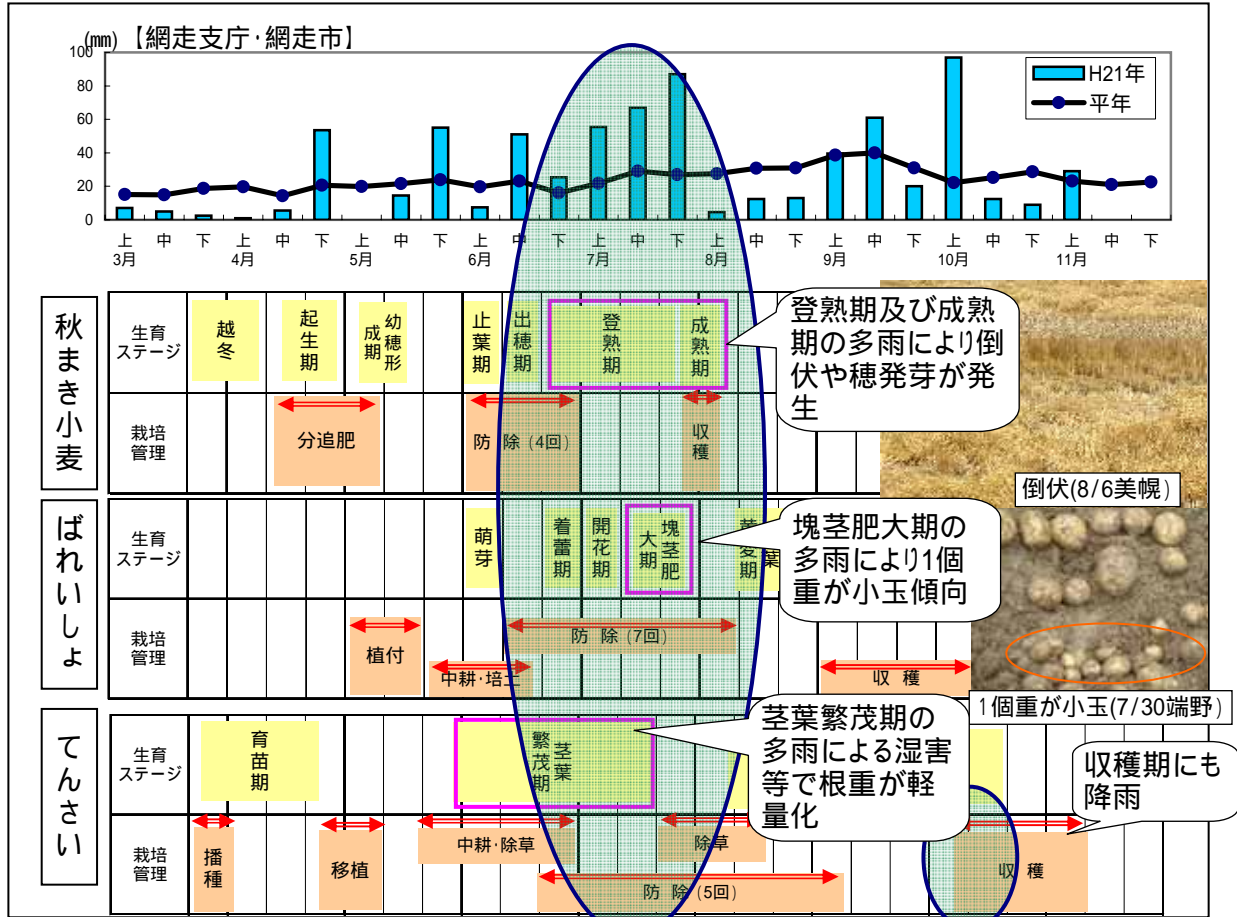 (mm) 【網走支庁・網走市】
100
80
60
40
20
0
H21年
平年
上 中 下 上 中 下 上 中 下 上 中 下 上 中 下 上 中 下 上 中 下 上 中 下 上 中 下
3月 4月 5月 6月 7月 8月 9月 10月 11月
秋まき小麦
生育
ステージ
越冬
起生期
幼穂形
成期
止葉期
出穂期
登熟期
成熟期
登熟期及び成熟
期の多雨により倒
伏や穂発芽が発
生
栽培
管理
分追肥
防 除 (4回)
収穫
倒伏(8/6美幌)
ばれいしょ
生育
ステージ
萌芽
着蕾期
開花期
塊茎肥
大期
塊茎肥大期の
多雨により1個
重が小玉傾向
栽培
管理
植付
中耕・培土
防 除 (7回)
収 穫
1個重が小玉(7/30端野)
てんさい
生育
ステージ
育苗期
茎葉
繁茂期
茎葉繁茂期の
多雨による湿害
等で根重が軽
量化
収穫期にも
降雨
栽培
管理
播種
移植
中耕・除草
除草
防 除 (5回)
収 穫